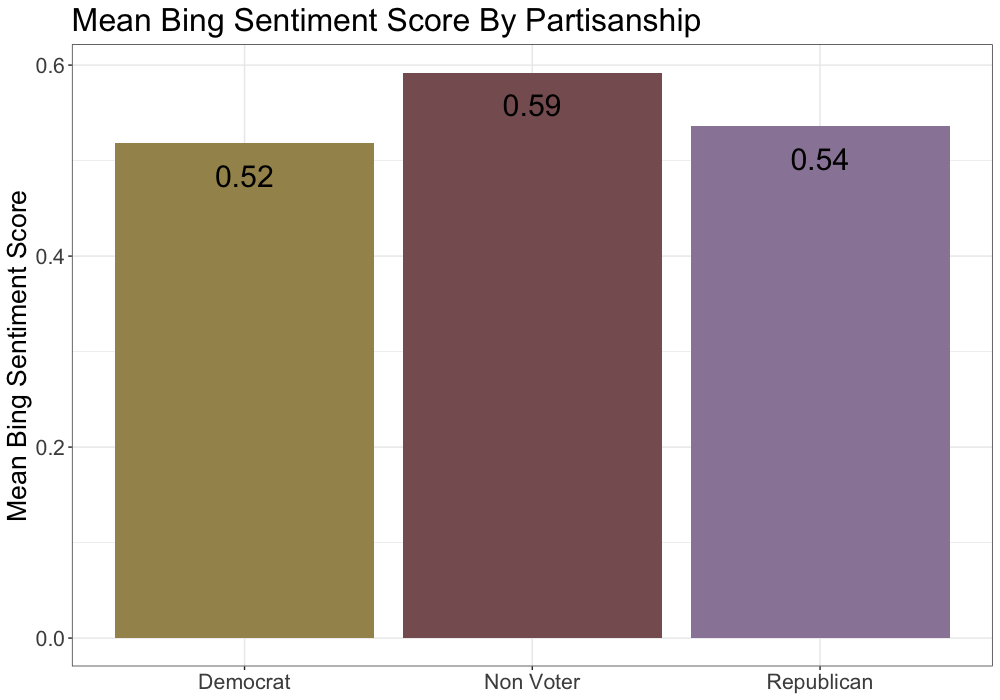 Mean Bing Sentiment Score By Partisanship
Mean Bing Sentiment Score
0.6
0.4
0.2
0.0
0.52
0.59
0.54
Democrat
Non Voter
Republican